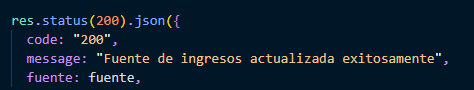 res.status(200).json({
code: "200",
message: "Fuente de ingresos actualizada exitosamente",
fuente: fuente,